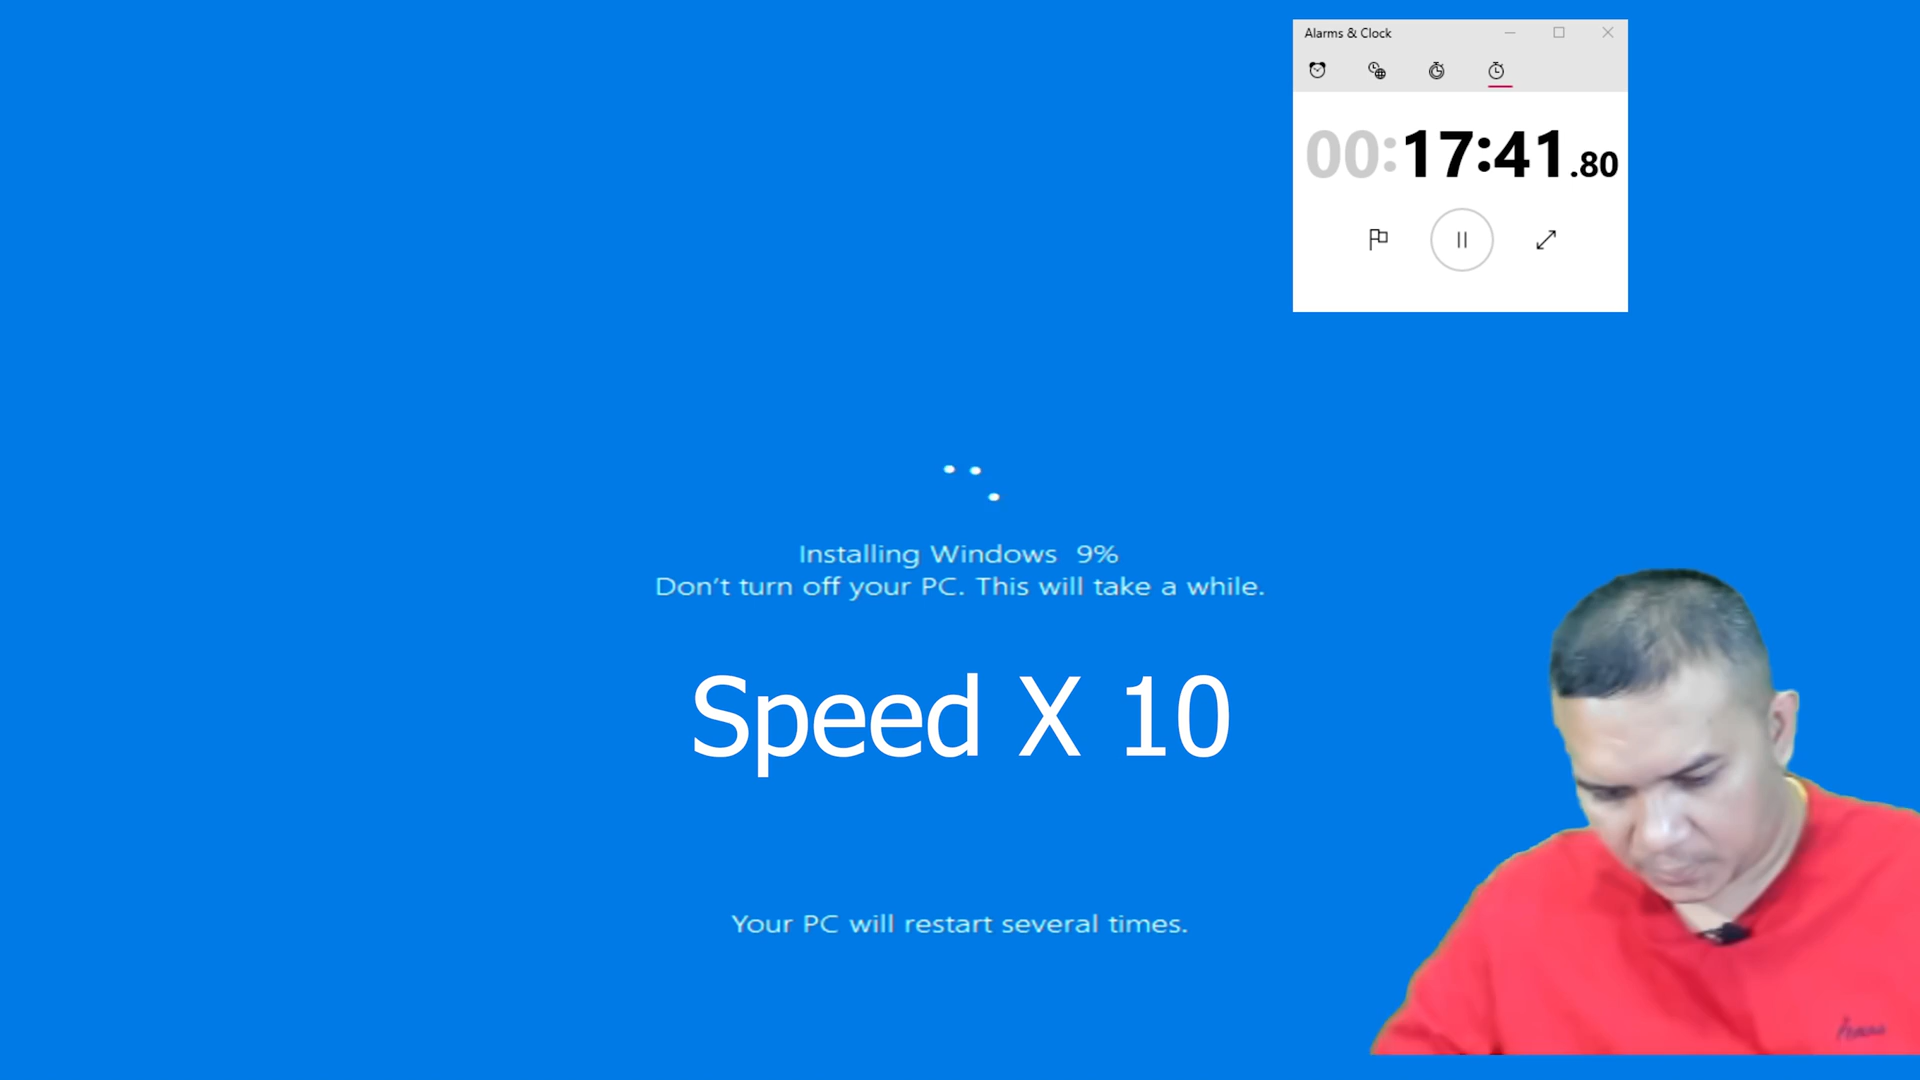 Alarms & Clock
00:17:41.80
Installing Windows 9%
Don't turn off your PC. This will take a while.
Speed X 10
Your PC will restart several times.